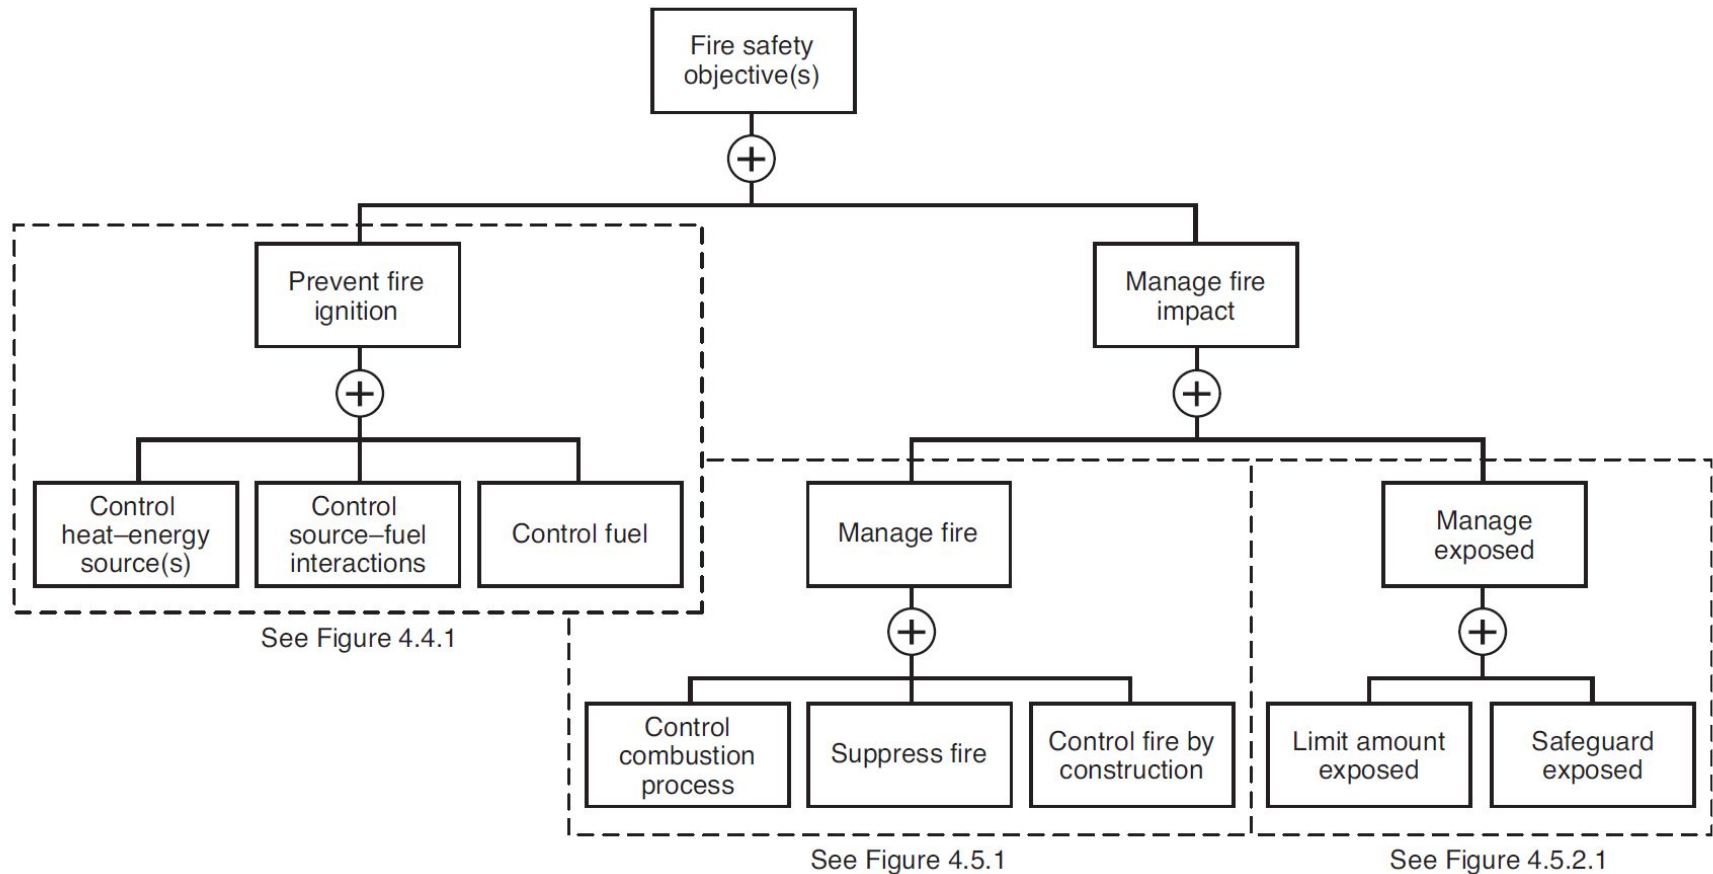 Fire safety
objective(s)
+
Prevent fire
ignition
Manage fire
impact
+
+
Control
heat–energy
source(s)
Control
source–fuel
interactions
Control fuel
Manage fire
Manage
exposed
See Figure 4.4.1
+
+
Control
combustion
process
Suppress fire
Control fire by
construction
Limit amount
exposed
Safeguard
exposed
See Figure 4.5.1
See Figure 4.5.2.1